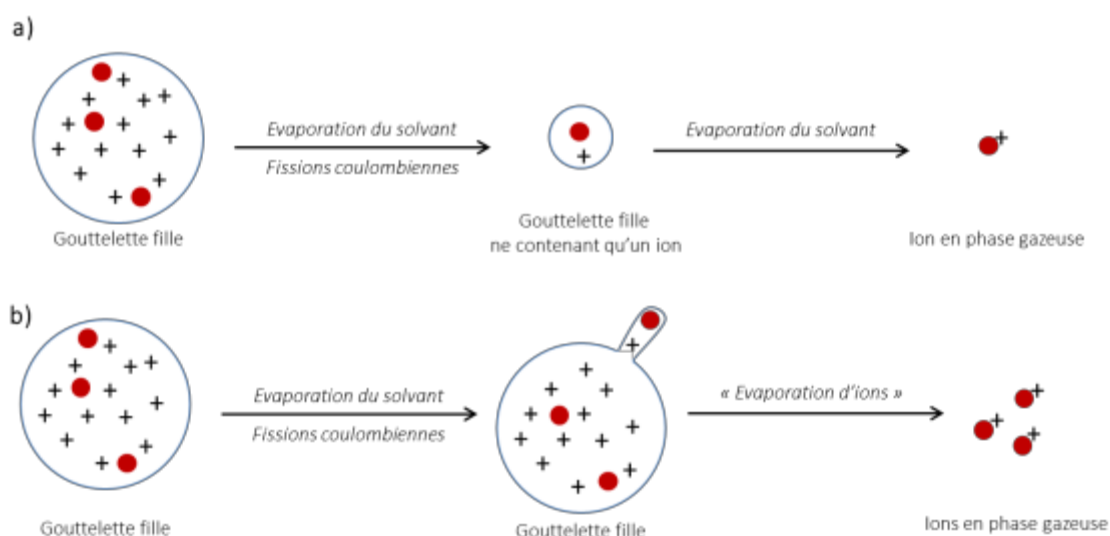 a)
Evaporation du solvant
Fissions coulombiennes
Evaporation du solvant
Gouttelette fille
Gouttelette fille
ne contenant qu'un ion
Ion en phase gazeuse
b)
Evaporation du solvant
Fissions coulombiennes
« Evaporation d'ions »
Gouttelette fille
Gouttelette fille
Ions en phase gazeuse